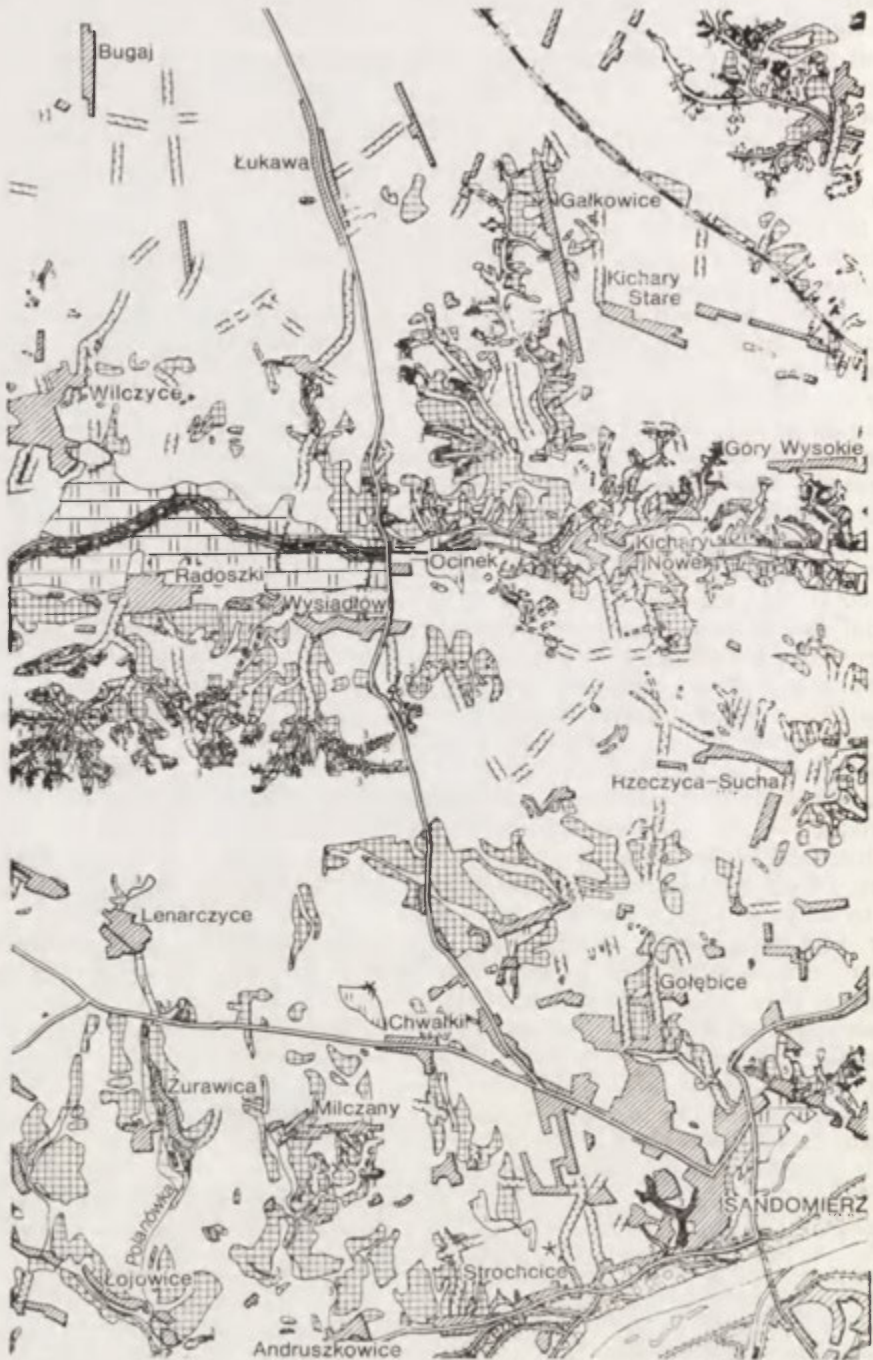 Bugaj
Łukawa
Gałkowice
Kichary
Stare
Wilczyce
Góry Wysokie
Ocinek
Kichary
Nowe
Radoszki
Wysiadłów
Rzeczyca-Sucha
Lenarczyce
Gołębice
Chwałki
Żurawica
Milczany
Polanówka
SANDOMIERZ
Łojowice
Strochcice
Andruszkowice